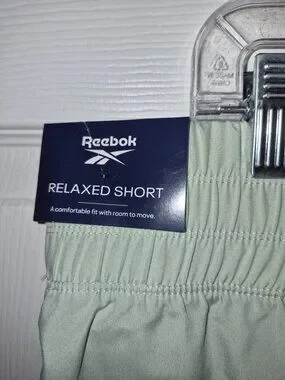 Reebok
RELAXED SHORT
A comfortable fit with room to move.